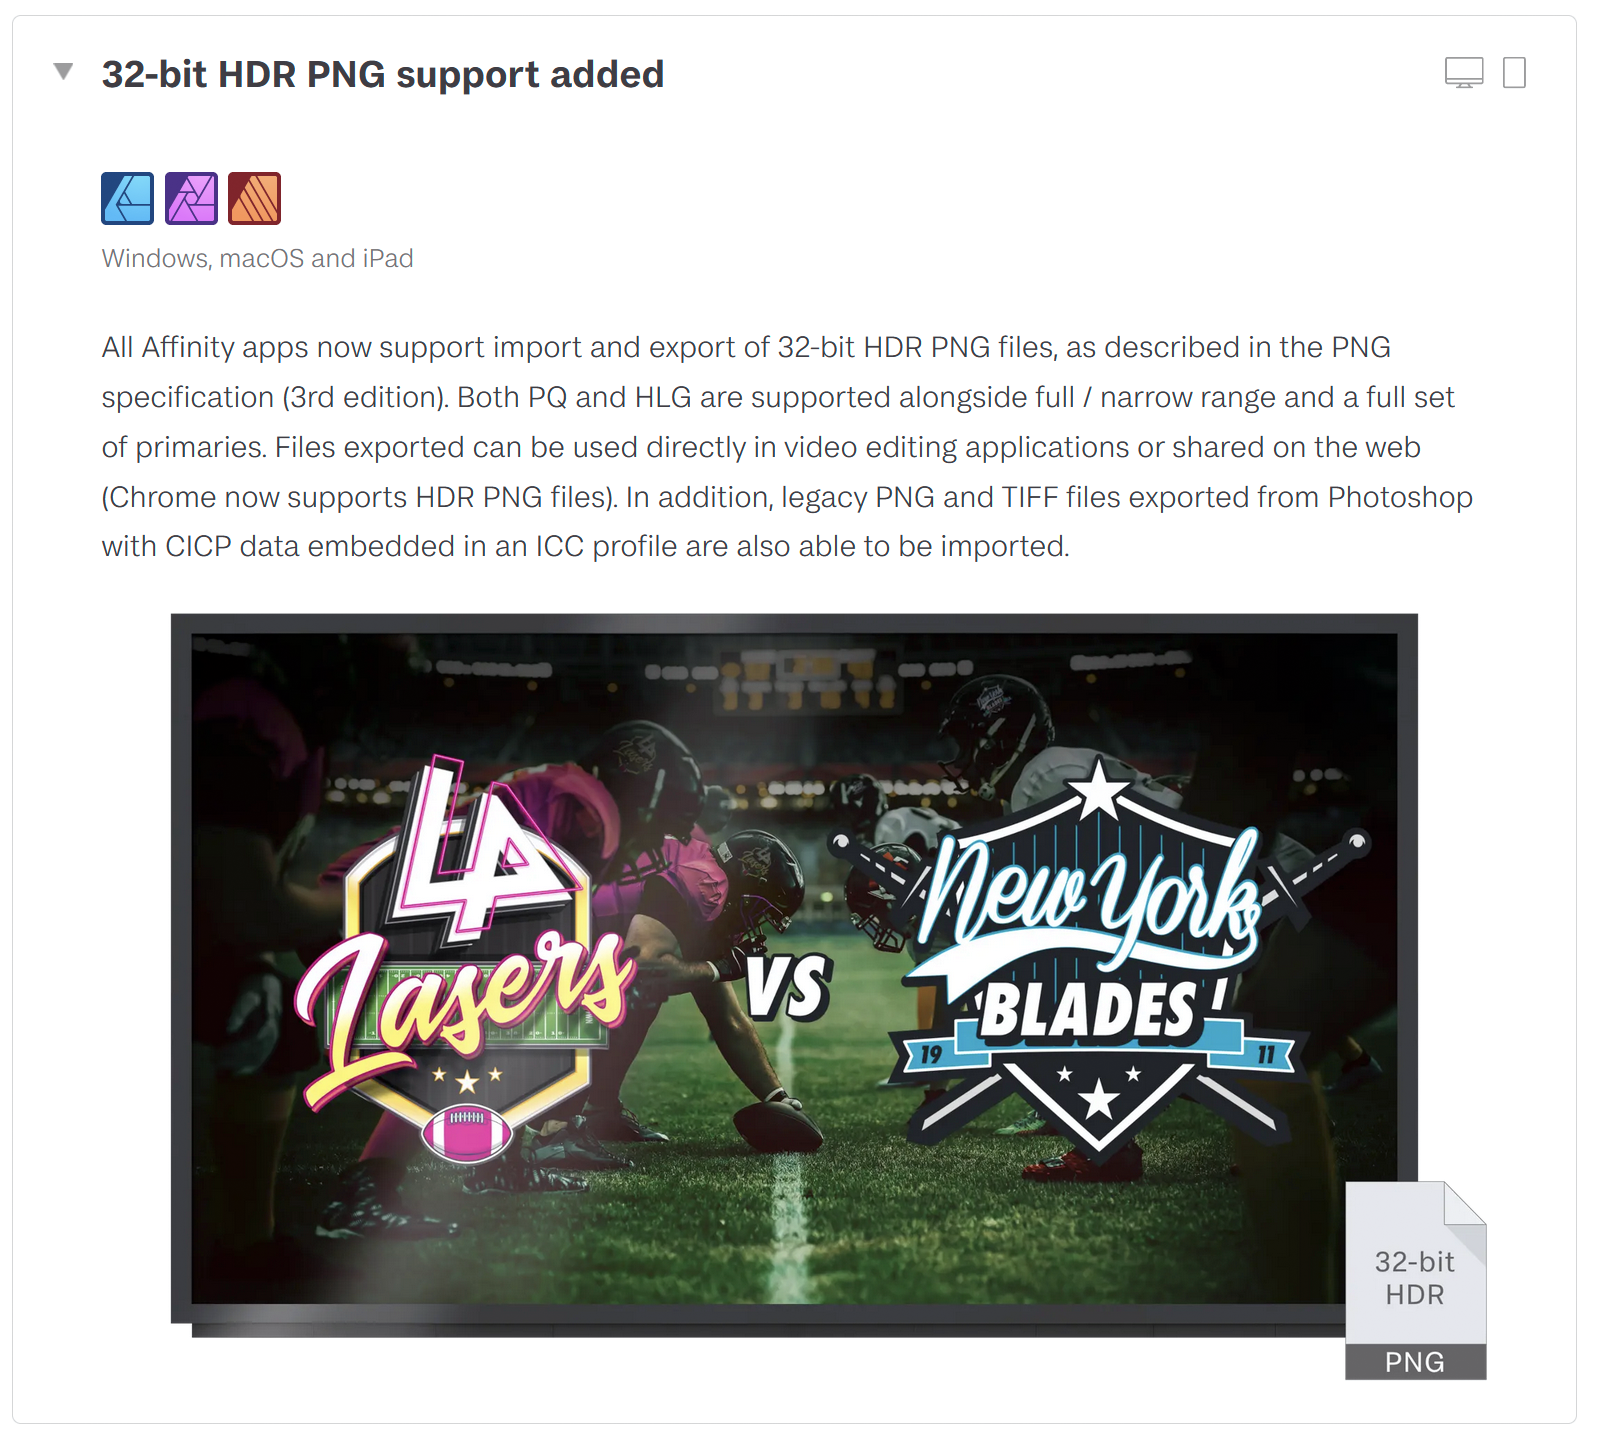 32-bit HDR PNG support added
Windows, macOS and iPad
All Affinity apps now support import and export of 32-bit HDR PNG files, as described in the PNG
specification (3rd edition). Both PQ and HLG are supported alongside full / narrow range and a full set
of primaries. Files exported can be used directly in video editing applications or shared on the web
(Chrome now supports HDR PNG files). In addition, legacy PNG and TIFF files exported from Photoshop
with CICP data embedded in an ICC profile are also able to be imported.
LA
Lasers
VS
New York
BLADES
19 11
32-bit
HDR
PNG